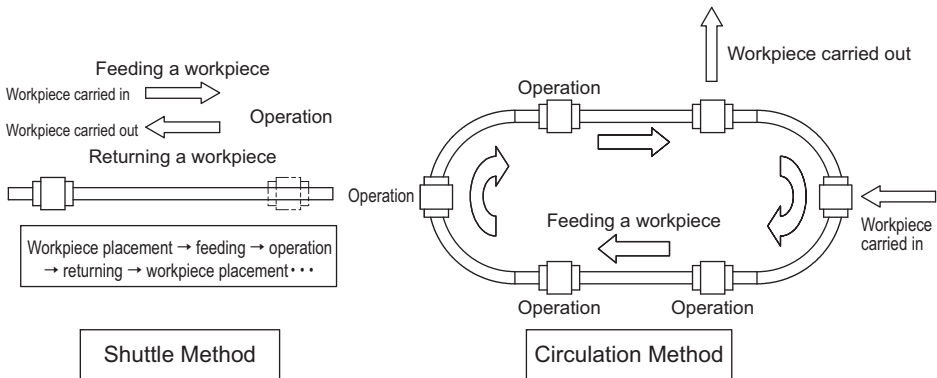 Feeding a workpiece
Workpiece carried in
Operation
Workpiece carried out
Returning a workpiece
Workpiece placement → feeding → operation
→ returning → workpiece placement・・・
Shuttle Method
Workpiece carried out
Operation
Operation
Feeding a workpiece
Workpiece
carried in
Operation
Operation
Circulation Method